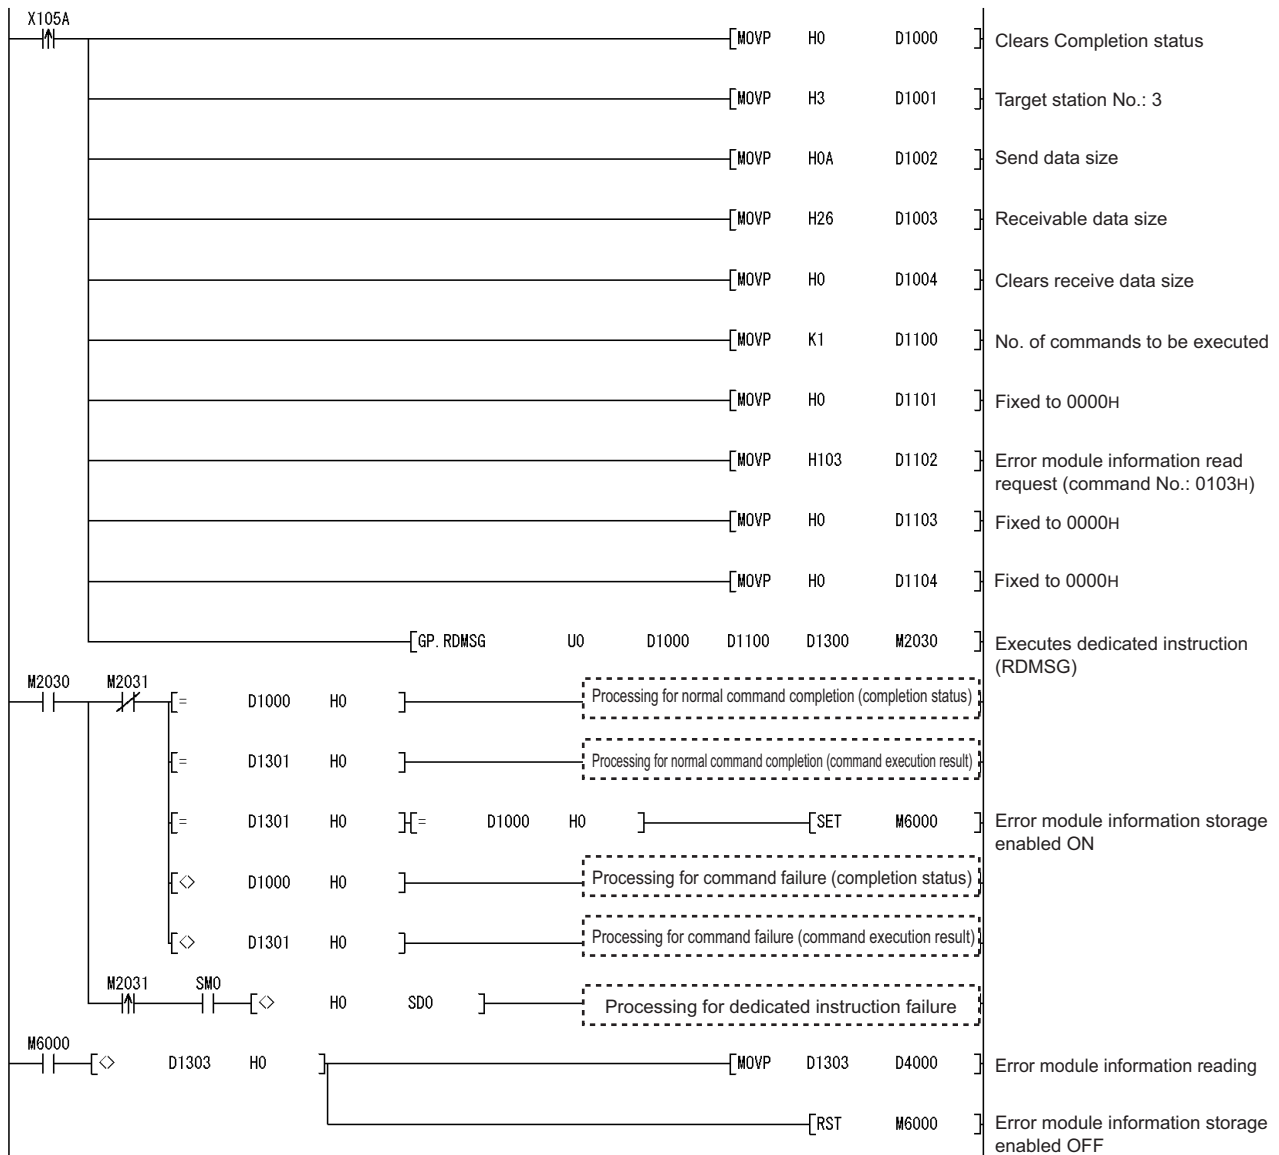 X105A
[MOVP H0 D1000] Clears Completion status
[MOVP H3 D1001] Target station No.: 3
[MOVP H0A D1002] Send data size
[MOVP H26 D1003] Receivable data size
[MOVP H0 D1004] Clears receive data size
[MOVP K1 D1100] No. of commands to be executed
[MOVP H0 D1101] Fixed to 0000H
[MOVP H103 D1102] Error module information read
request (command No.: 0103H)
[MOVP H0 D1103] Fixed to 0000H
[MOVP H0 D1104] Fixed to 0000H
[GP.RDMSG U0 D1000 D1100 D1300 M2030] Executes dedicated instruction
(RDMSG)
M2030 M2031
[= D1000 H0] Processing for normal command completion (completion status)
[= D1301 H0] Processing for normal command completion (command execution result)
[= D1301 H0][= D1000 H0] [SET M6000] Error module information storage
enabled ON
[<> D1000 H0] Processing for command failure (completion status)
[<> D1301 H0] Processing for command failure (command execution result)
M2031 SM0
[<> H0 SD0] Processing for dedicated instruction failure
M6000
[<> D1303 H0] [MOVP D1303 D4000] Error module information reading
[RST M6000] Error module information storage
enabled OFF